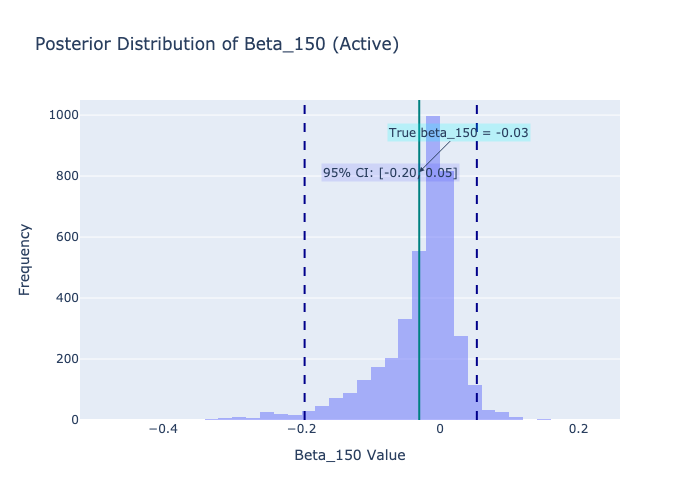 Posterior Distribution of Beta_150 (Active)
1000
True beta_150 = -0.03
800
95% CI: [-0.20, 0.05]
600
Frequency
400
200
0
−0.4
−0.2
0
0.2
Beta_150 Value